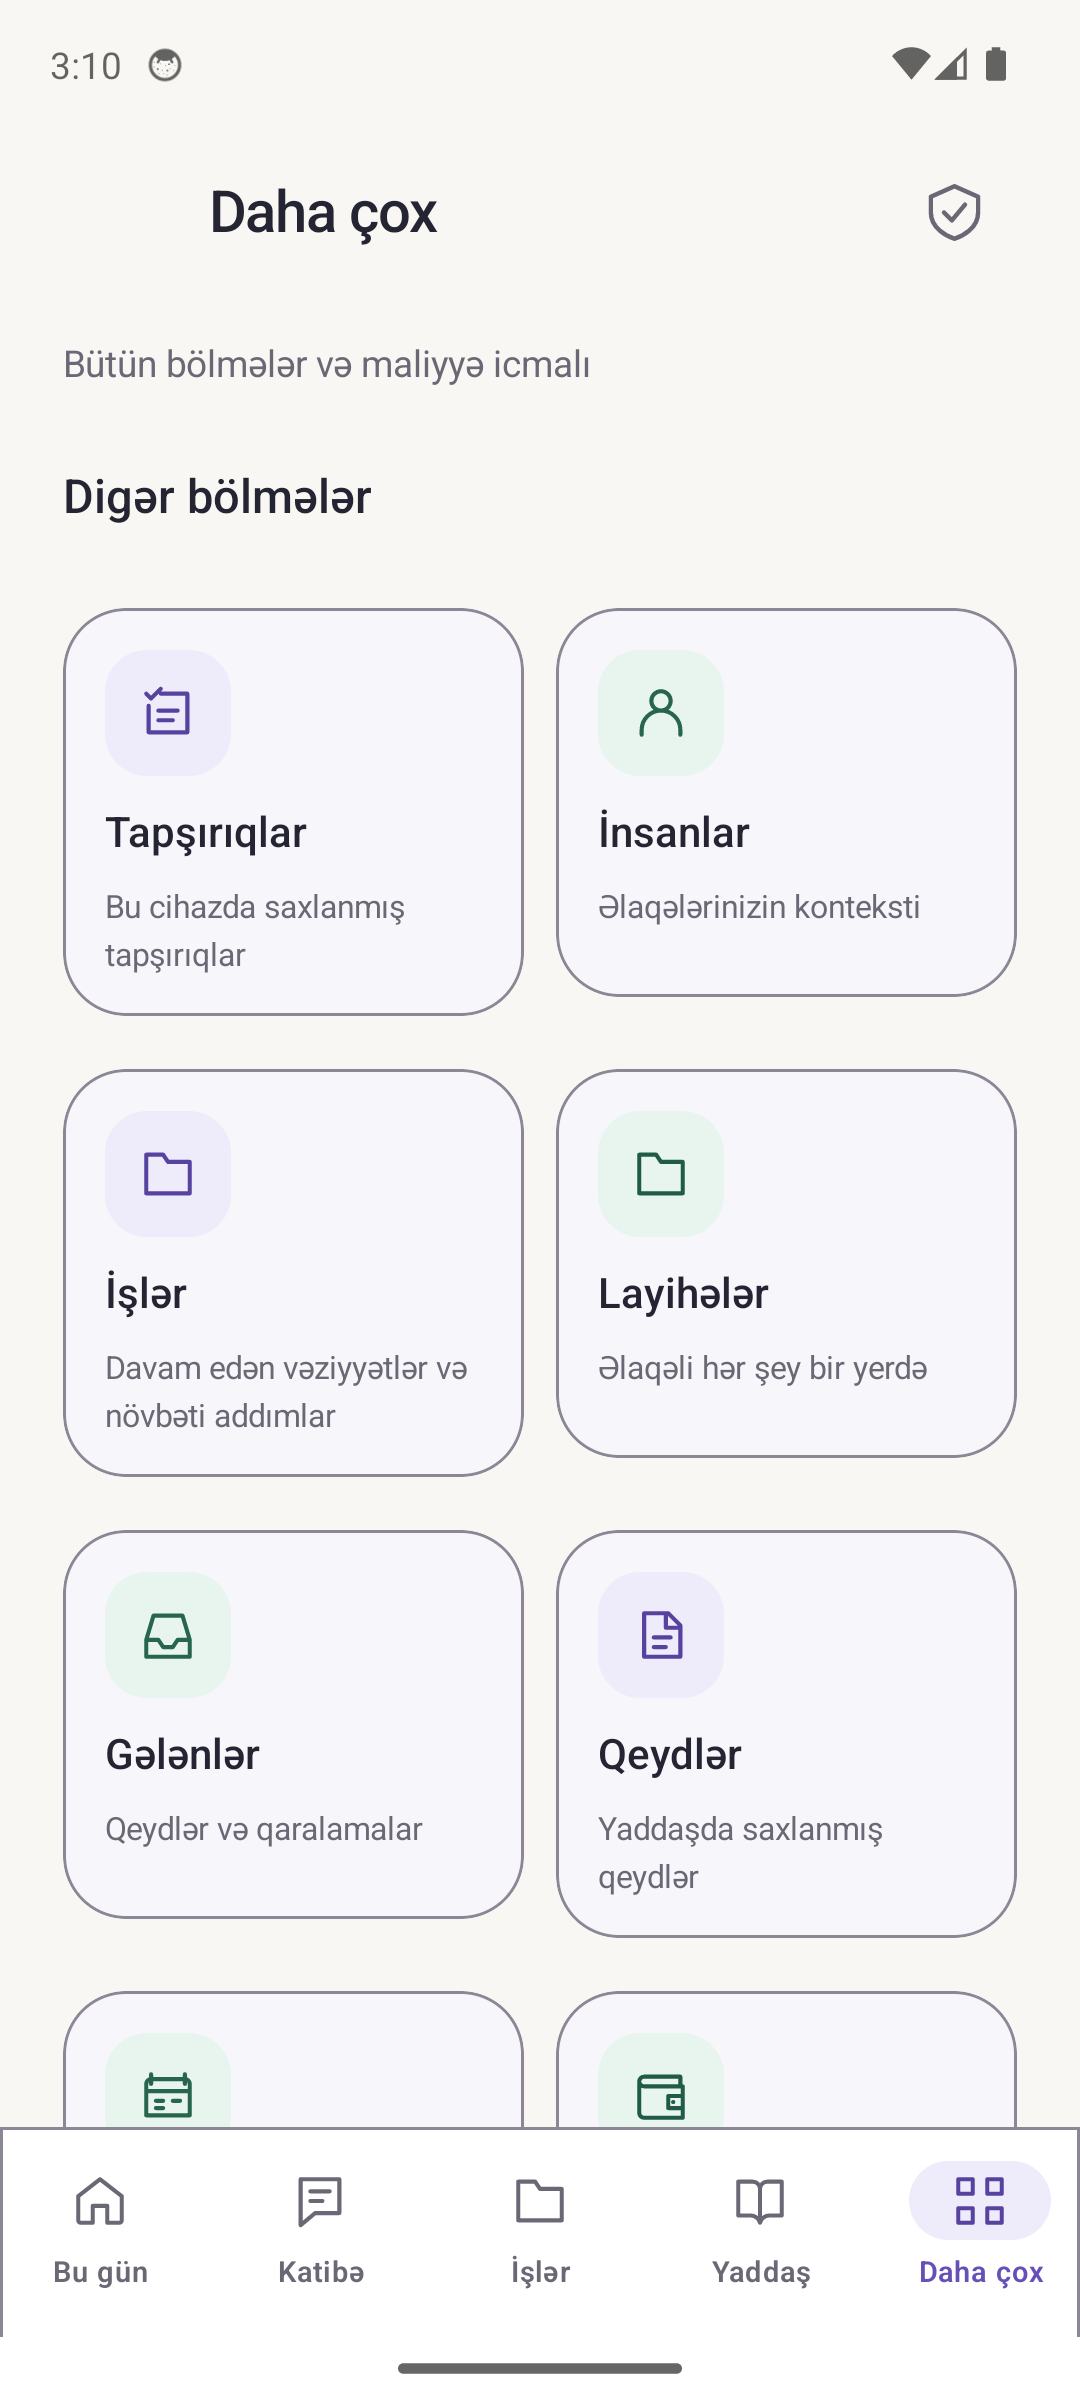 3:10
Daha çox
Bütün bölmələr və maliyyə icmalı
Digər bölmələr
Tapşırıqlar
Bu cihazda saxlanmış
tapşırıqlar
İnsanlar
Əlaqələrinizin konteksti
İşlər
Davam edən vəziyyətlər və
növbəti addımlar
Layihələr
Əlaqəli hər şey bir yerdə
Gələnlər
Qeydlər və qaralamalar
Qeydlər
Yaddaşda saxlanmış
qeydlər
Bu gün
Katibə
İşlər
Yaddaş
Daha çox